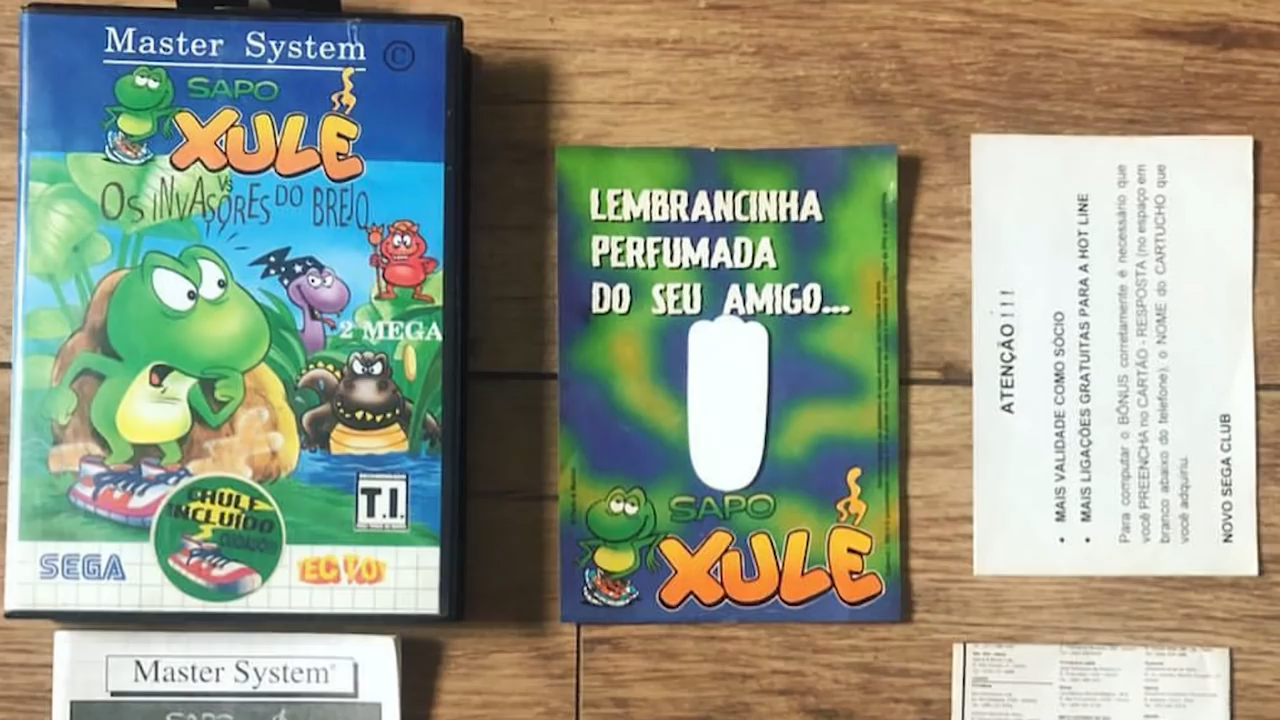 Master System
©
SAPO
XULÉ
VS
OS INVASORES DO BREJO
2 MEGA
CHULÉ
INCLUÍDO
T.I.
SEGA
Master System
SAPO
LEMBRANCINHA
PERFUMADA
DO SEU AMIGO...
SAPO
XULÉ
ATENÇÃO !!!
• MAIS VALIDADE COMO SÓCIO
• MAIS LIGAÇÕES GRATUITAS PARA A HOT LINE
Para computar o BÔNUS corretamente é necessário que
você PREENCHA no CARTÃO - RESPOSTA (no espaço em
branco abaixo do telefone), o NOME do CARTUCHO que
você adquiriu.
NOVO SEGA CLUB